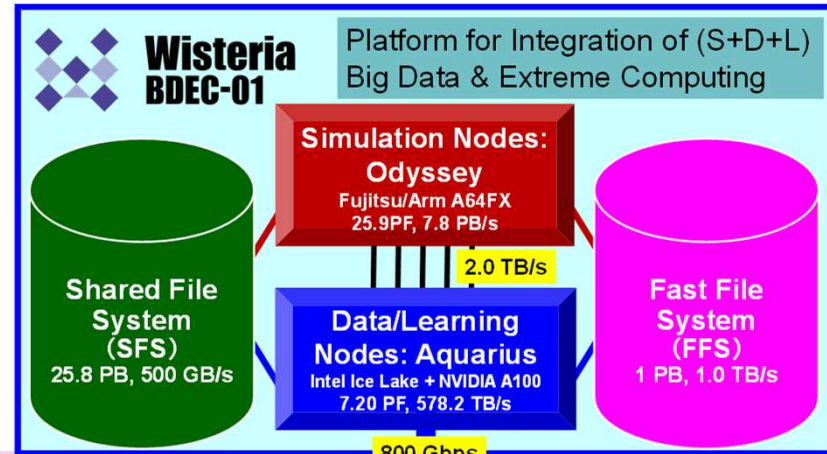 Wisteria
BDEC-01
Platform for Integration of (S+D+L)
Big Data & Extreme Computing
Simulation Nodes:
Odyssey
Fujitsu/Arm A64FX
25.9PF, 7.8 PB/s
2.0 TB/s
Shared File
System
(SFS)
25.8 PB, 500 GB/s
Data/Learning
Nodes: Aquarius
Intel Ice Lake + NVIDIA A100
7.20 PF, 578.2 TB/s
Fast File
System
(FFS)
1 PB, 1.0 TB/s
800 Gbps